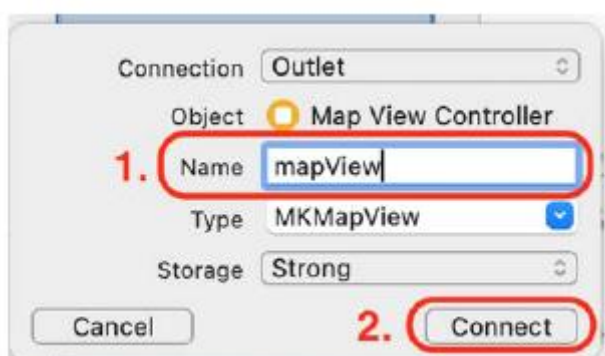 Connection Outlet
Object Map View Controller
1. Name mapView
Type MKMapView
Storage Strong
Cancel 2. Connect